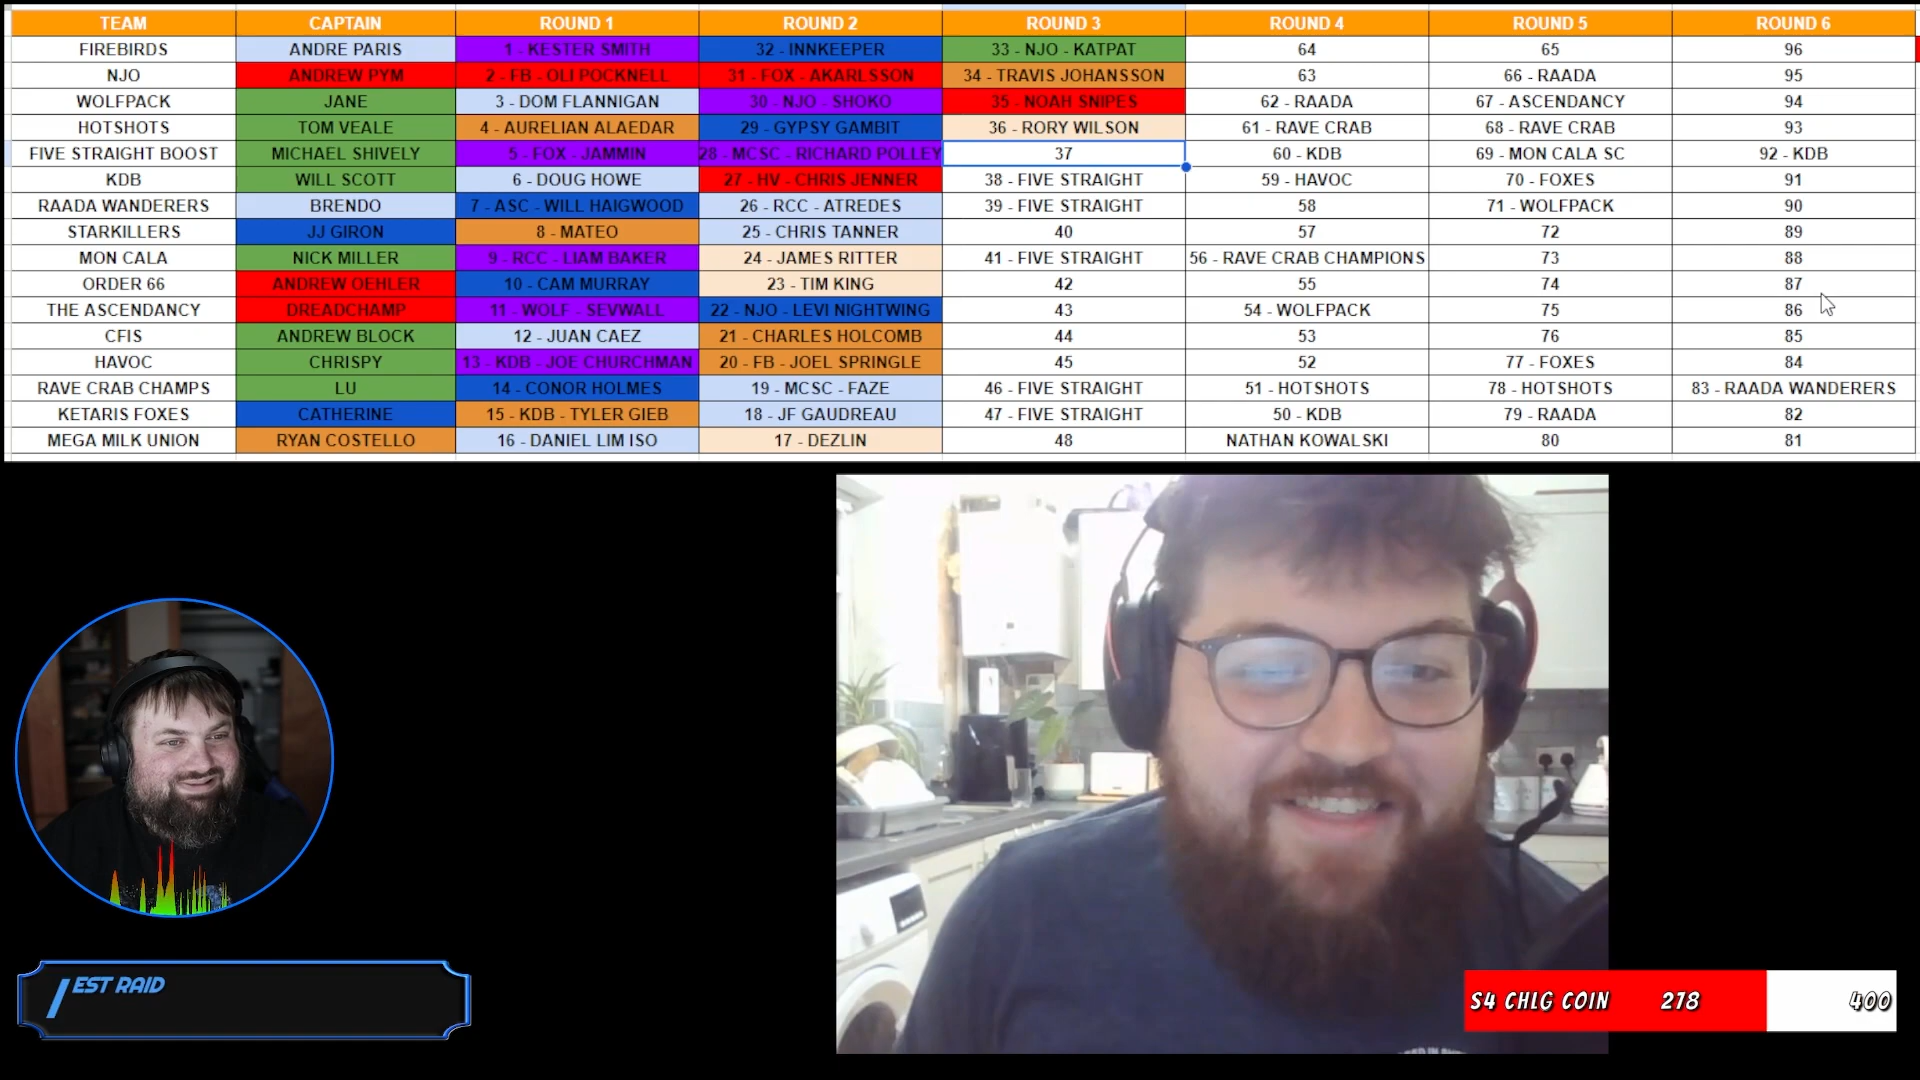 TEAM CAPTAIN ROUND 1 ROUND 2 ROUND 3 ROUND 4 ROUND 5 ROUND 6
FIREBIRDS ANDRE PARIS 1 - KESTER SMITH 32 - INNKEEPER 33 - NJO - KATPAT 64 65 96
NJO ANDREW PYM 2 - FB - OLI POCKNELL 31 - FOX - AKARLSSON 34 - TRAVIS JOHANSSON 63 66 - RAADA 95
WOLFPACK JANE 3 - DOM FLANNIGAN 30 - NJO - SHOKO 35 - NOAH SNIPES 62 - RAADA 67 - ASCENDANCY 94
HOTSHOTS TOM VEALE 4 - AURELIAN ALAEDAR 29 - GYPSY GAMBIT 36 - RORY WILSON 61 - RAVE CRAB 68 - RAVE CRAB 93
FIVE STRAIGHT BOOST MICHAEL SHIVELY 5 - FOX - JAMMIN 28 - MCSC - RICHARD POLLEY 37 60 - KDB 69 - MON CALA SC 92 - KDB
KDB WILL SCOTT 6 - DOUG HOWE 27 - HV - CHRIS JENNER 38 - FIVE STRAIGHT 59 - HAVOC 70 - FOXES 91
RAADA WANDERERS BRENDO 7 - ASC - WILL HAIGWOOD 26 - RCC - ATREDES 39 - FIVE STRAIGHT 58 71 - WOLFPACK 90
STARKILLERS JJ GIRON 8 - MATEO 25 - CHRIS TANNER 40 57 72 89
MON CALA NICK MILLER 9 - RCC - LIAM BAKER 24 - JAMES RITTER 41 - FIVE STRAIGHT 56 - RAVE CRAB CHAMPIONS 73 88
ORDER 66 ANDREW OEHLER 10 - CAM MURRAY 23 - TIM KING 42 55 74 87
THE ASCENDANCY DREADCHAMP 11 - WOLF - SEVWALL 22 - NJO - LEVI NIGHTWING 43 54 - WOLFPACK 75 86
CFIS ANDREW BLOCK 12 - JUAN CAEZ 21 - CHARLES HOLCOMB 44 53 76 85
HAVOC CHRISPY 13 - KDB - JOE CHURCHMAN 20 - FB - JOEL SPRINGLE 45 52 77 - FOXES 84
RAVE CRAB CHAMPS LU 14 - CONOR HOLMES 19 - MCSC - FAZE 46 - FIVE STRAIGHT 51 - HOTSHOTS 78 - HOTSHOTS 83 - RAADA WANDERERS
KETARIS FOXES CATHERINE 15 - KDB - TYLER GIEB 18 - JF GAUDREAU 47 - FIVE STRAIGHT 50 - KDB 79 - RAADA 82
MEGA MILK UNION RYAN COSTELLO 16 - DANIEL LIM ISO 17 - DEZLIN 48 NATHAN KOWALSKI 80 81
EST RAID
/
S4 CHLG COIN 278 400